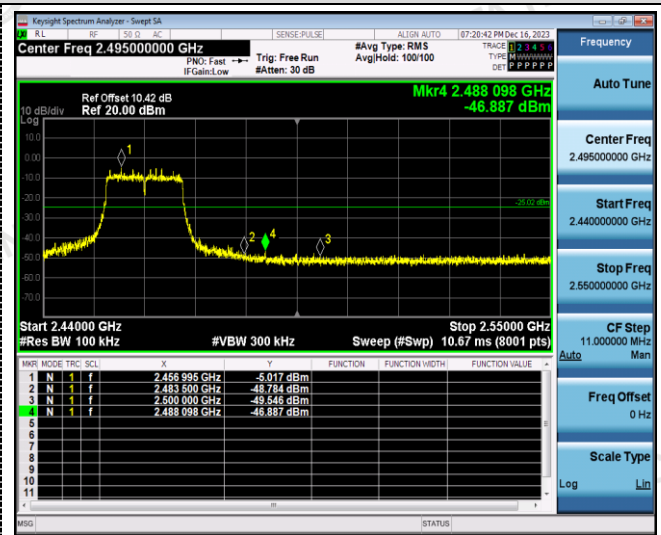 Keysight Spectrum Analyzer - Swept SA
RL RF 50 Ω AC SENSE:PULSE ALIGN AUTO 07:20:42 PM Dec 16, 2023
Center Freq 2.495000000 GHz #Avg Type: RMS TRACE 1 2 3 4 5 6
PNO: Fast Trig: Free Run Avg|Hold: 100/100 TYPE M W W W W W
IFGain:Low #Atten: 30 dB DET P P P P P P
Ref Offset 10.42 dB Mkr4 2.488 098 GHz
10 dB/div Ref 20.00 dBm -46.887 dBm
Log
10.0
0.00
-10.0
-20.0
-30.0
-40.0
-50.0
-60.0
-70.0
1
2
4
3
-25.02 dBm
Start 2.44000 GHz Stop 2.55000 GHz
#Res BW 100 kHz #VBW 300 kHz Sweep (#Swp) 10.67 ms (8001 pts)
MKR MODE TRC SCL X Y FUNCTION FUNCTION WIDTH FUNCTION VALUE
1 N 1 f 2.456 995 GHz -5.017 dBm
2 N 1 f 2.483 500 GHz -48.784 dBm
3 N 1 f 2.500 000 GHz -49.546 dBm
4 N 1 f 2.488 098 GHz -46.887 dBm
5
6
7
8
9
10
11
MSG STATUS
Frequency
Auto Tune
Center Freq
2.495000000 GHz
Start Freq
2.440000000 GHz
Stop Freq
2.550000000 GHz
CF Step
11.000000 MHz
Auto Man
Freq Offset
0 Hz
Scale Type
Log Lin